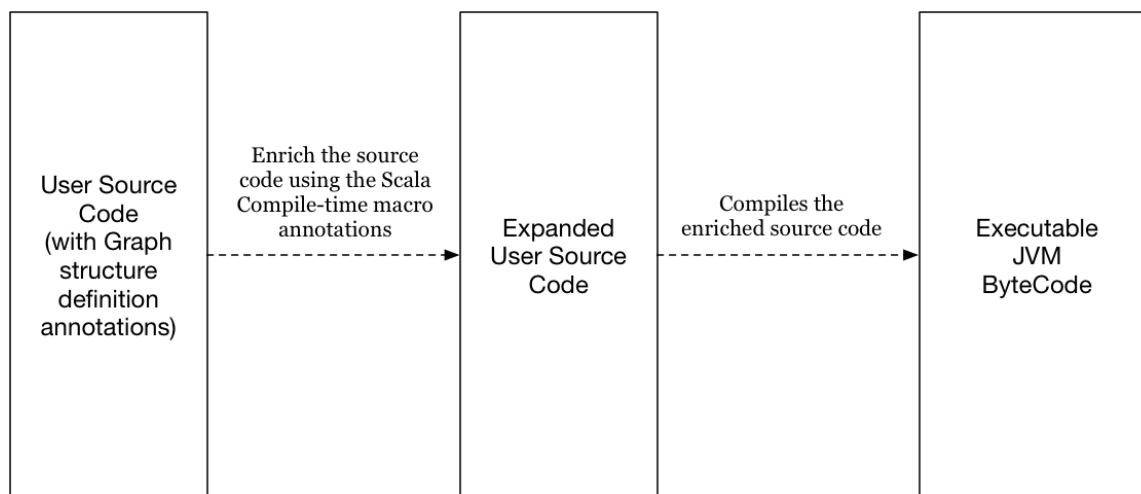 User Source
Code
(with Graph
structure
definition
annotations)
Enrich the source
code using the Scala
Compile-time macro
annotations
Expanded
User Source
Code
Compiles the
enriched source code
Executable
JVM
ByteCode